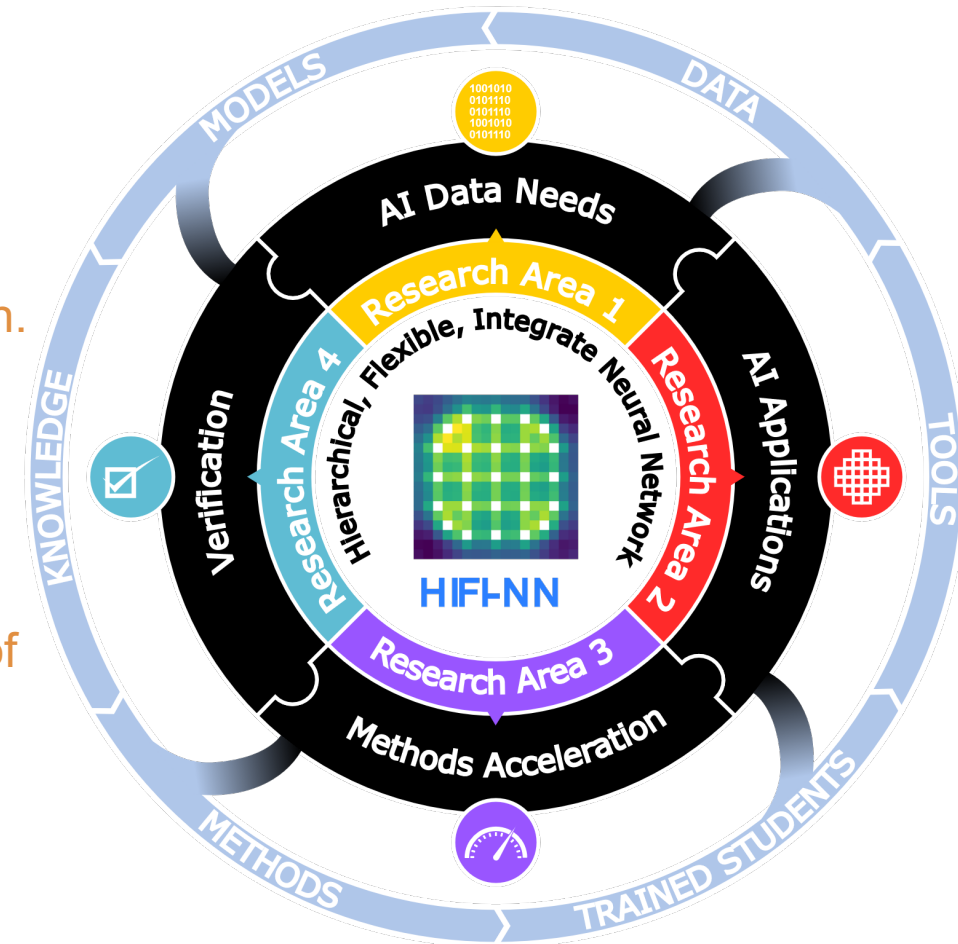 MODELS
DATA
1001010
0101110
0101110
1001010
0101110
AI Data Needs
Research Area 1
Hierarchical, Flexible, Integrate Neural Network
n.
Research Area 4
Verification
KNOWLEDGE
Research Area 2
AI Applications
TOOLS
HIFI-NN
of
Research Area 3
Methods Acceleration
METHODS
TRAINED STUDENTS